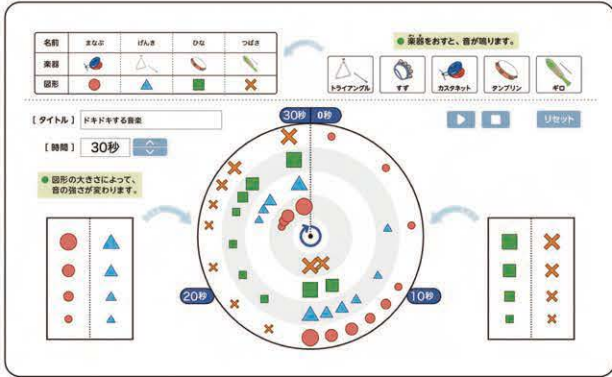 名前 まなぶ げんき ひな つばさ
楽器
図形
● 楽器をおすと、音が鳴ります。
トライアングル すず カスタネット タンブリン ギロ
[ タイトル ] ドキドキする音楽
[ 時間 ] 30秒
リセット
● 図形の大きさによって、
音の強さが変わります。
30秒 0秒
20秒
10秒